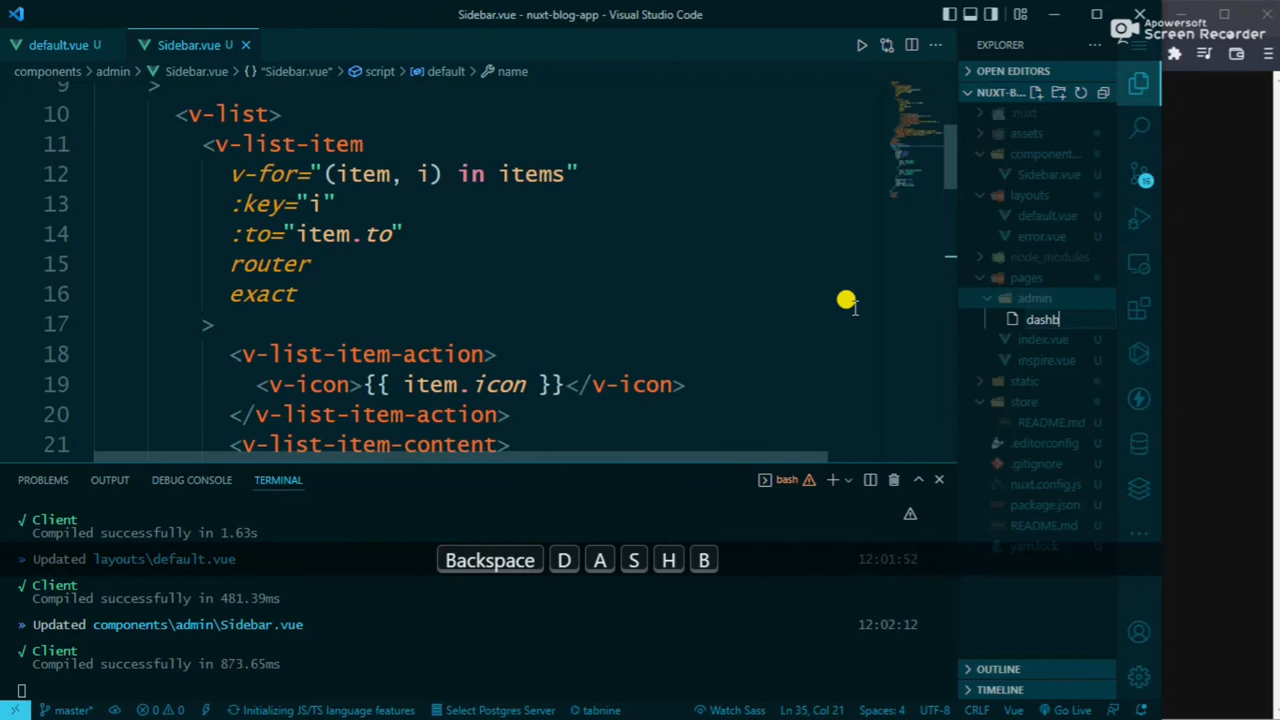 Sidebar.vue - nuxt-blog-app - Visual Studio Code
Apowersoft
Screen Recorder
default.vue U
Sidebar.vue U
components > admin > Sidebar.vue > {} "Sidebar.vue" > script > default > name
9 >
10 <v-list>
11 <v-list-item
12 v-for="(item, i) in items"
13 :key="i"
14 :to="item.to"
15 router
16 exact
17 >
18 <v-list-item-action>
19 <v-icon>{{ item.icon }}</v-icon>
20 </v-list-item-action>
21 <v-list-item-content>
EXPLORER
OPEN EDITORS
NUXT-B...
.nuxt
assets
component...
Sidebar.vue U
layouts
default.vue U
error.vue U
node_modules
pages
admin
dashb
index.vue U
inspire.vue U
static
store
README.md U
.editorconfig U
.gitignore U
nuxt.config.js U
package.json U
README.md U
yarn.lock U
OUTLINE
TIMELINE
16
PROBLEMS OUTPUT DEBUG CONSOLE TERMINAL
bash
√ Client
Compiled successfully in 1.63s
» Updated layouts\default.vue 12:01:52
√ Client
Compiled successfully in 481.39ms
» Updated components\admin\Sidebar.vue 12:02:12
√ Client
Compiled successfully in 873.65ms
Backspace D A S H B
master* 0 0 Initializing JS/TS language features Select Postgres Server tabnine Watch Sass Ln 35, Col 21 Spaces: 4 UTF-8 CRLF Vue Go Live